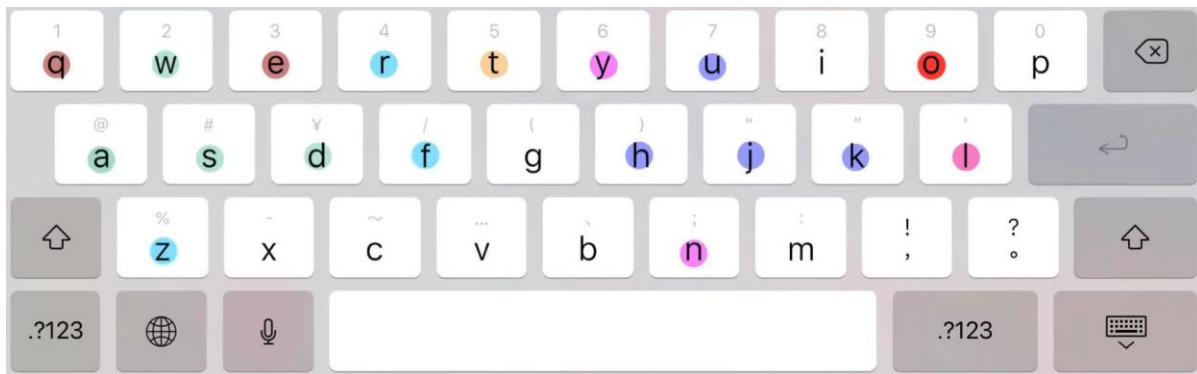 1 2 3 4 5 6 7 8 9 0
q w e r t y u i o p
@ # ¥ / ( ) “ ” '
a s d f g h j k l
% - ～ … 、 ; :
z x c v b n m ! , ? 。
.?123 .?123